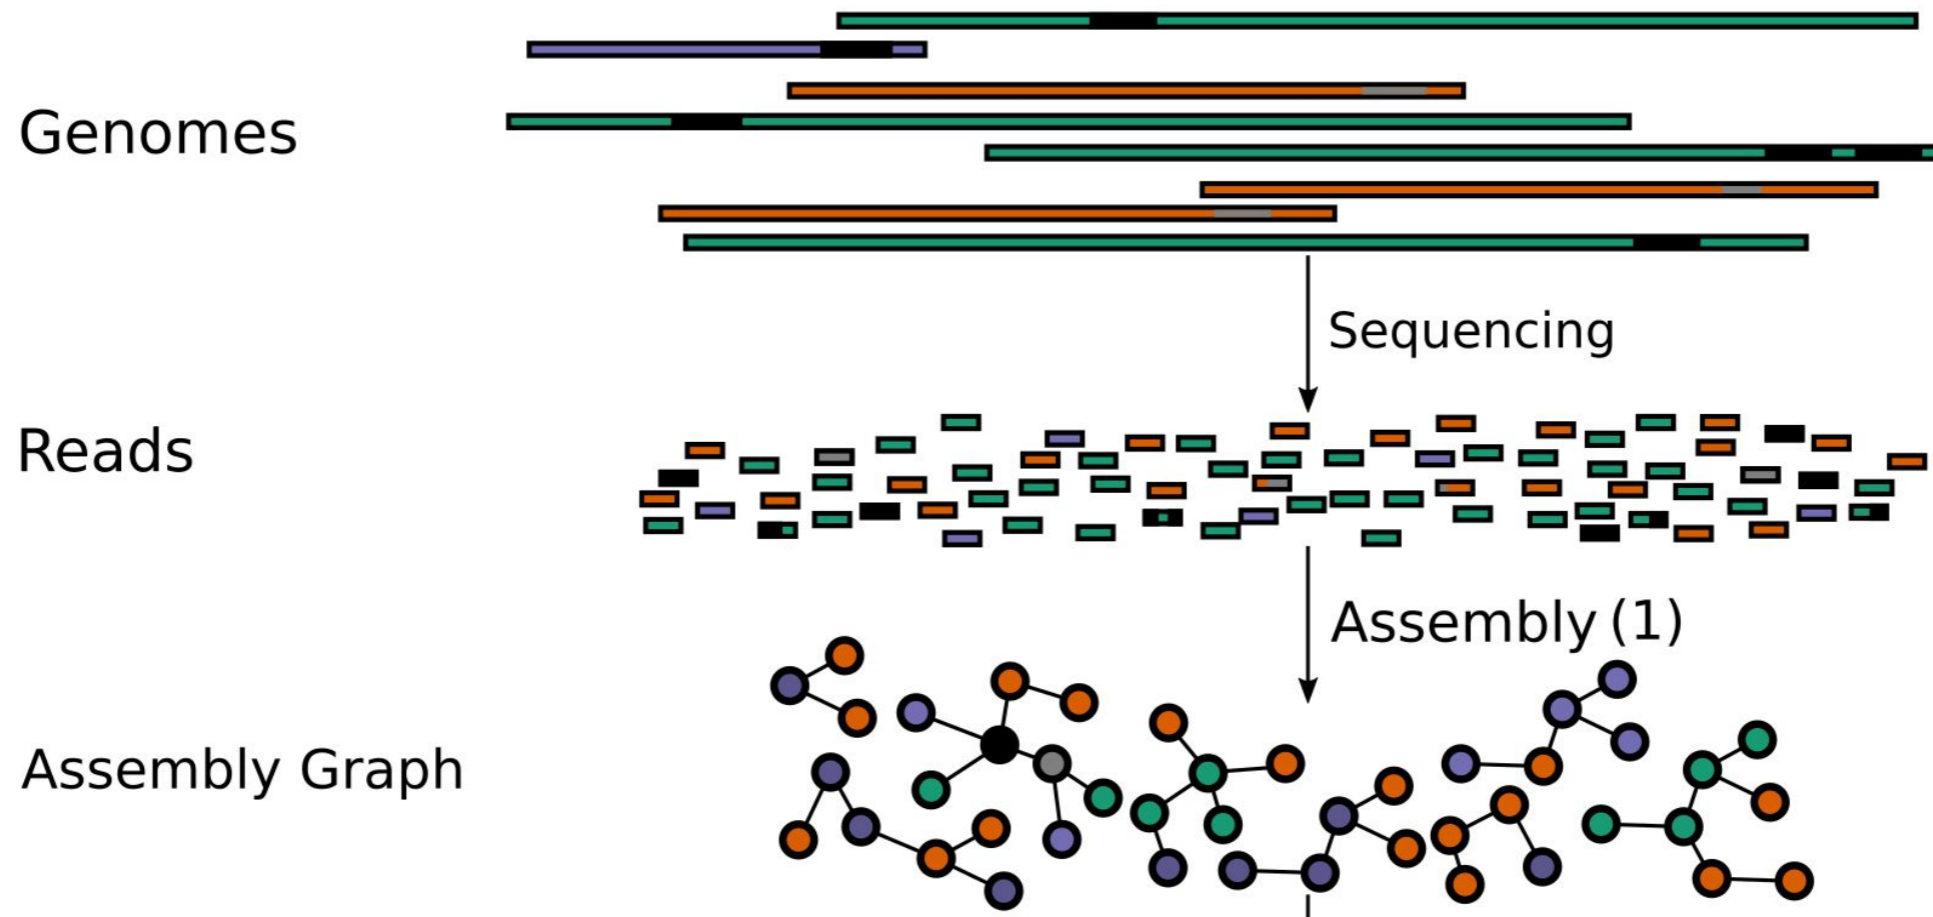 Genomes
Sequencing
Reads
Assembly (1)
Assembly Graph